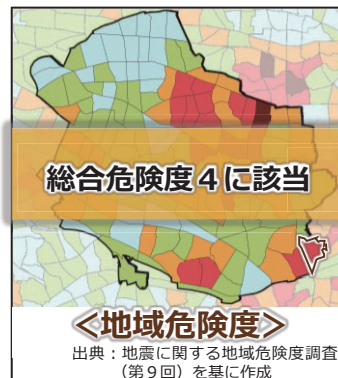 総合危険度４に該当
＜地域危険度＞
出典：地震に関する地域危険度調査
（第９回）を基に作成